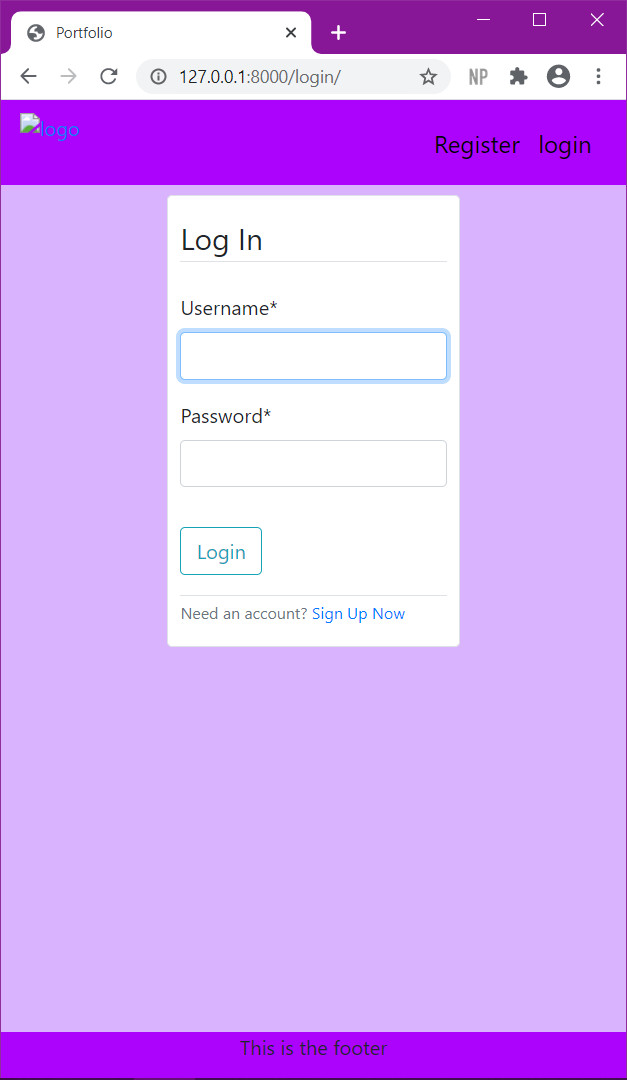 Portfolio
127.0.0.1:8000/login/
NP
logo
Register login
Log In
Username*
Password*
Login
Need an account? Sign Up Now
This is the footer